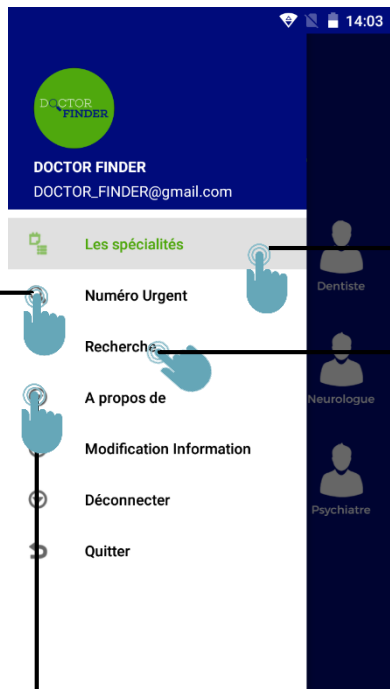 14:03
DOCTOR
FINDER
DOCTOR FINDER
DOCTOR_FINDER@gmail.com
Les spécialités
Numéro Urgent
Dentiste
Recherche
A propos de
Neurologue
Modification Information
Déconnecter
Psychiatre
Quitter